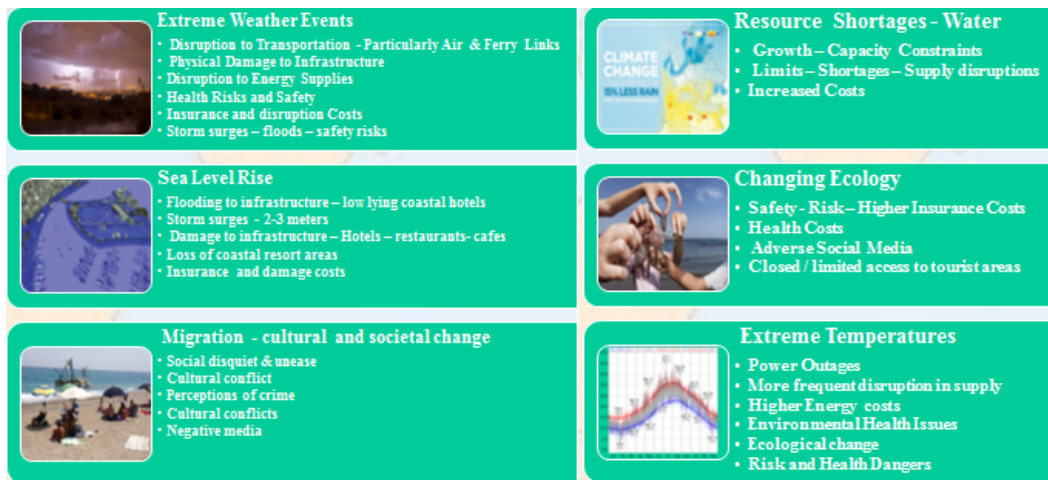 Extreme Weather Events
• Disruption to Transportation - Particularly Air & Ferry Links
• Physical Damage to Infrastructure
• Disruption to Energy Supplies
• Health Risks and Safety
• Insurance and disruption Costs
• Storm surges – floods – safety risks
Sea Level Rise
• Flooding to infrastructure – low lying coastal hotels
• Storm surges - 2-3 meters
• Damage to infrastructure – Hotels – restaurants- cafes
• Loss of coastal resort areas
• Insurance and damage costs
Migration - cultural and societal change
• Social disquiet & unease
• Cultural conflict
• Perceptions of crime
• Cultural conflicts
• Negative media
Resource Shortages - Water
• Growth – Capacity Constraints
• Limits – Shortages – Supply disruptions
• Increased Costs
CLIMATE
CHANGE
15% LESS RAIN
Changing Ecology
• Safety - Risk – Higher Insurance Costs
• Health Costs
• Adverse Social Media
• Closed / limited access to tourist areas
Extreme Temperatures
• Power Outages
• More frequent disruption in supply
• Higher Energy costs
• Environmental Health Issues
• Ecological change
• Risk and Health Dangers